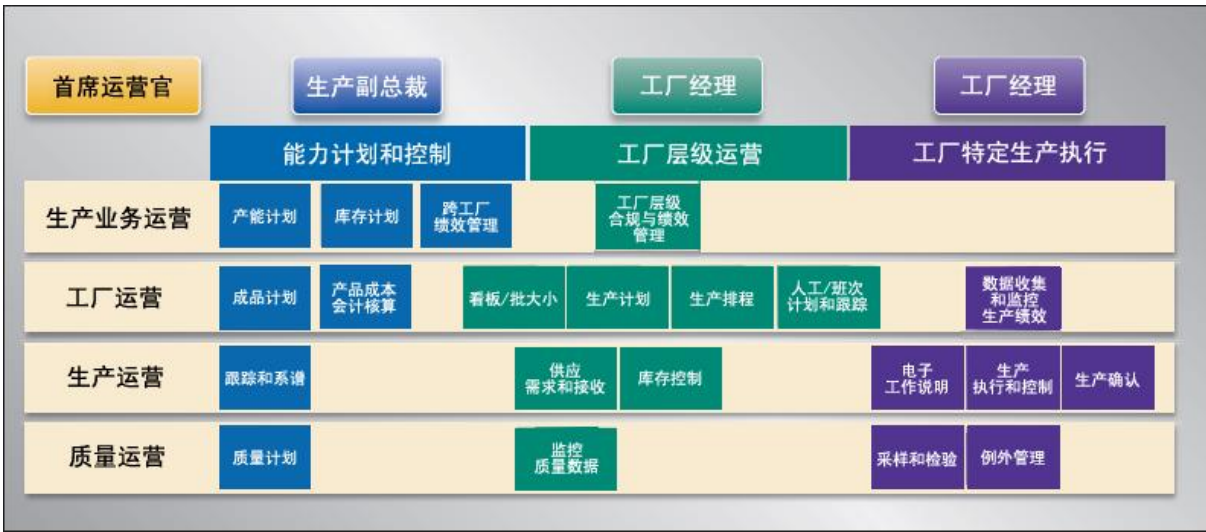 首席运营官
生产副总裁
工厂经理
工厂经理
能力计划和控制
工厂层级运营
工厂特定生产执行
生产业务运营
产能计划
库存计划
跨工厂
绩效管理
工厂层级
合规与绩效
管理
工厂运营
成品计划
产品成本
会计核算
看板/批大小
生产计划
生产排程
人工/班次
计划和跟踪
数据收集
和监控
生产绩效
生产运营
跟踪和系谱
供应
需求和接收
库存控制
电子
工作说明
生产
执行和控制
生产确认
质量运营
质量计划
监控
质量数据
采样和检验
例外管理